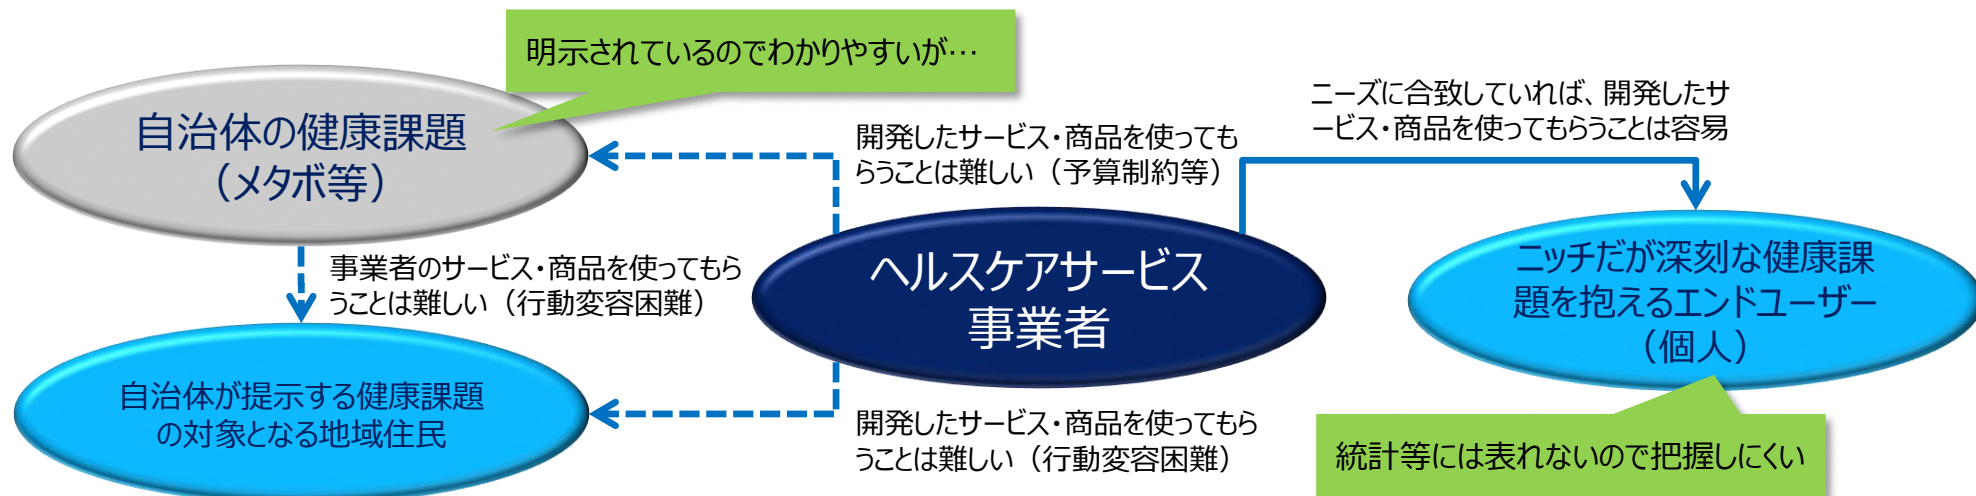 明示されているのでわかりやすいが…
自治体の健康課題
（メタボ等）
開発したサービス・商品を使っても
らうことは難しい（予算制約等）
ニーズに合致していれば、開発したサ
ービス・商品を使ってもらうことは容易
事業者のサービス・商品を使ってもら
うことは難しい（行動変容困難）
ヘルスケアサービス
事業者
ニッチだが深刻な健康課
題を抱えるエンドユーザー
（個人）
自治体が提示する健康課題
の対象となる地域住民
開発したサービス・商品を使ってもら
うことは難しい（行動変容困難）
統計等には表れないので把握しにくい